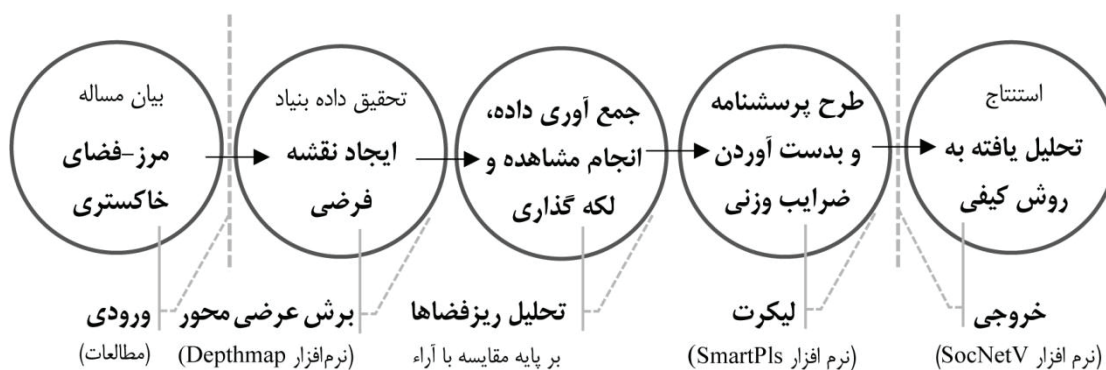 بیان مساله
مرز-فضای
خاکستری
تحقیق داده بنیاد
ایجاد نقشه
فرضی
جمع آوری داده،
انجام مشاهده و
لکه گذاری
طرح پرسشنامه
و بدست آوردن
ضرایب وزنی
استنتاج
تحلیل یافته به
روش کیفی
ورودی
(مطالعات)
برش عرضی محور
(نرم‌افزار Depthmap)
تحلیل ریزفضاها
بر پایه مقایسه با آراء
لیکرت
(نرم افزار SmartPls)
خروجی
(نرم افزار SocNetV)